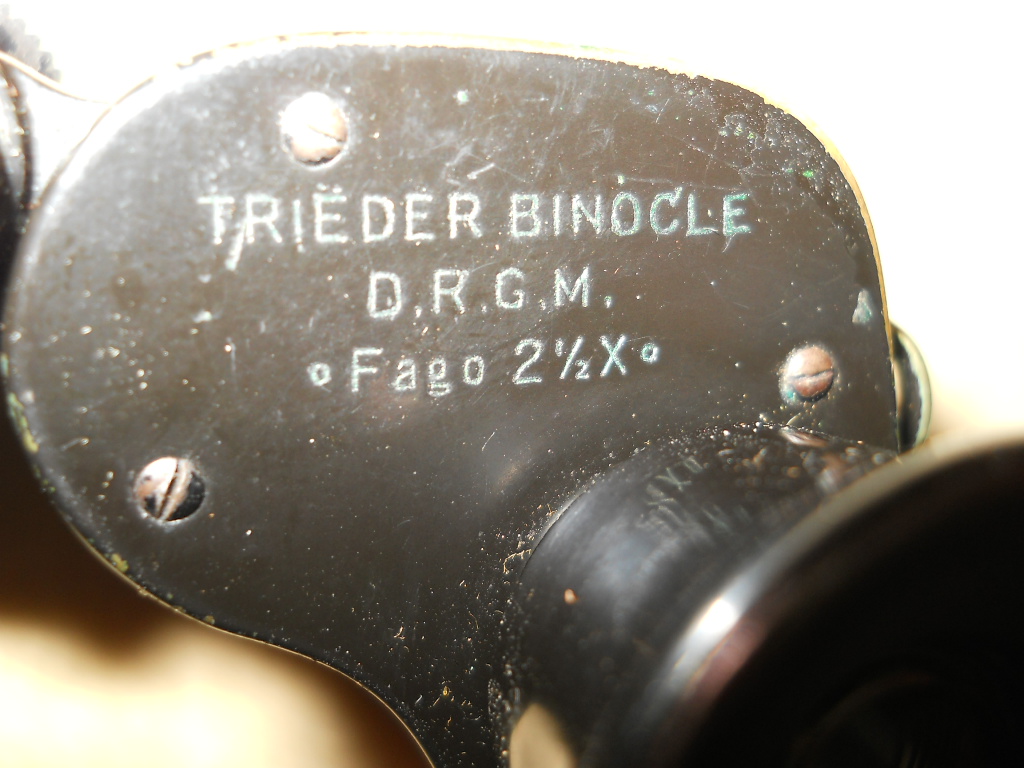 TRIËDER BINOCLE
D.R.G.M.
° Fago 2½X °